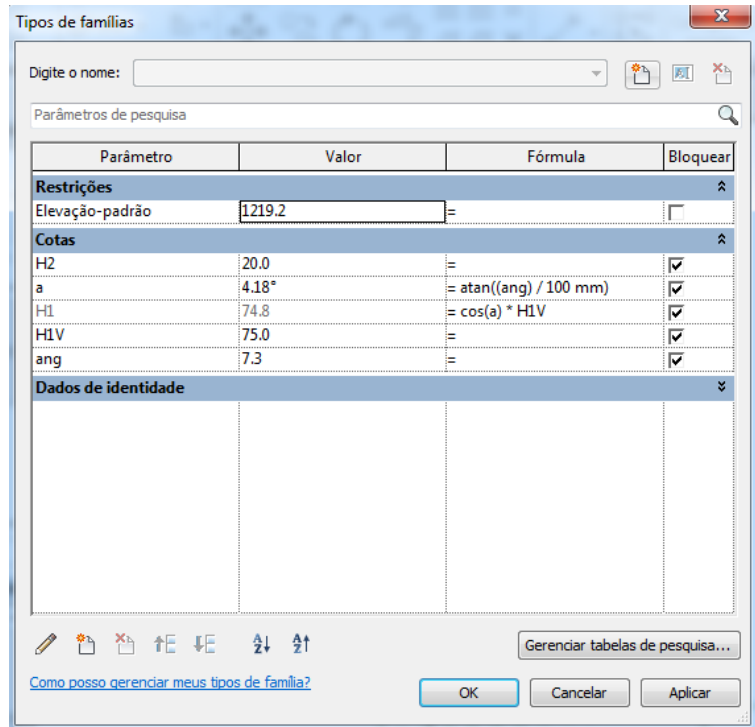 Tipos de famílias
Digite o nome:
Parâmetros de pesquisa
Parâmetro Valor Fórmula Bloquear
Restrições
Elevação-padrão 1219.2 =
Cotas
H2 20.0 =
a 4.18° = atan((ang) / 100 mm)
H1 74.8 = cos(a) * H1V
H1V 75.0 =
ang 7.3 =
Dados de identidade
Gerenciar tabelas de pesquisa...
Como posso gerenciar meus tipos de família?
OK Cancelar Aplicar